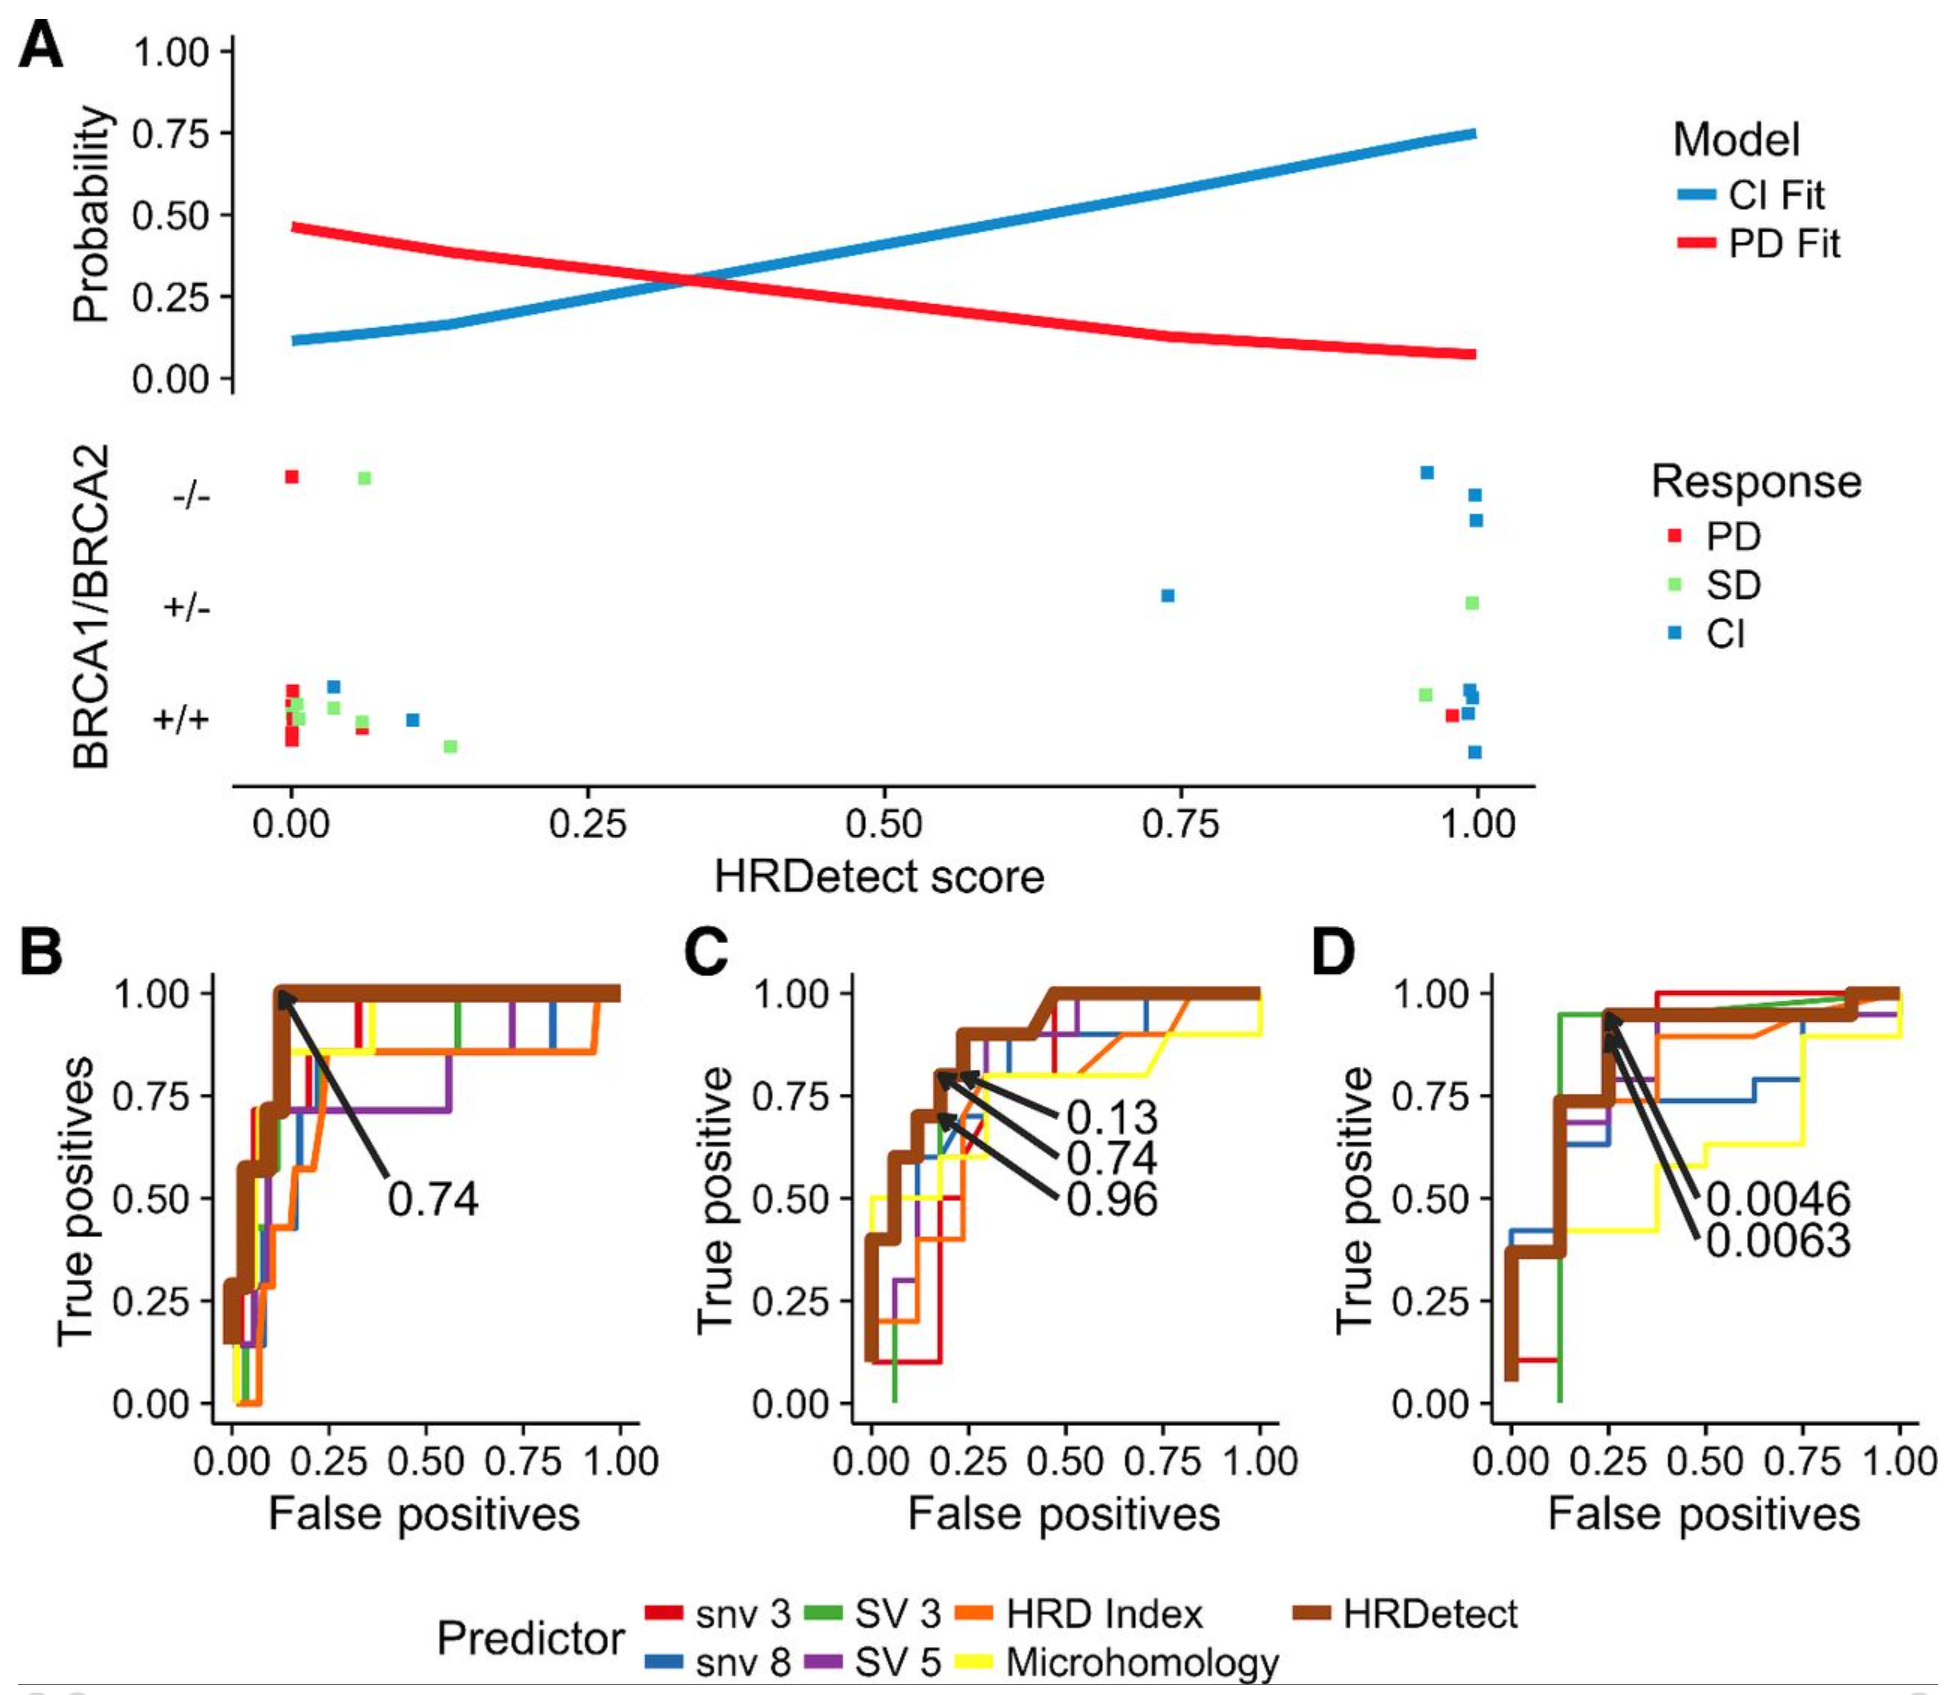 A
Probability
1.00
0.75
0.50
0.25
0.00
Model
CI Fit
PD Fit
BRCA1/BRCA2
-/-
+/-
+/+
Response
PD
SD
CI
0.00 0.25 0.50 0.75 1.00
HRDetect score
B
True positives
1.00
0.75
0.50
0.25
0.00
0.74
0.00 0.25 0.50 0.75 1.00
False positives
C
True positive
1.00
0.75
0.50
0.25
0.00
0.13
0.74
0.96
0.00 0.25 0.50 0.75 1.00
False positives
D
True positive
1.00
0.75
0.50
0.25
0.00
0.0046
0.0063
0.00 0.25 0.50 0.75 1.00
False positives
Predictor
snv 3 SV 3 HRD Index HRDetect
snv 8 SV 5 Microhomology